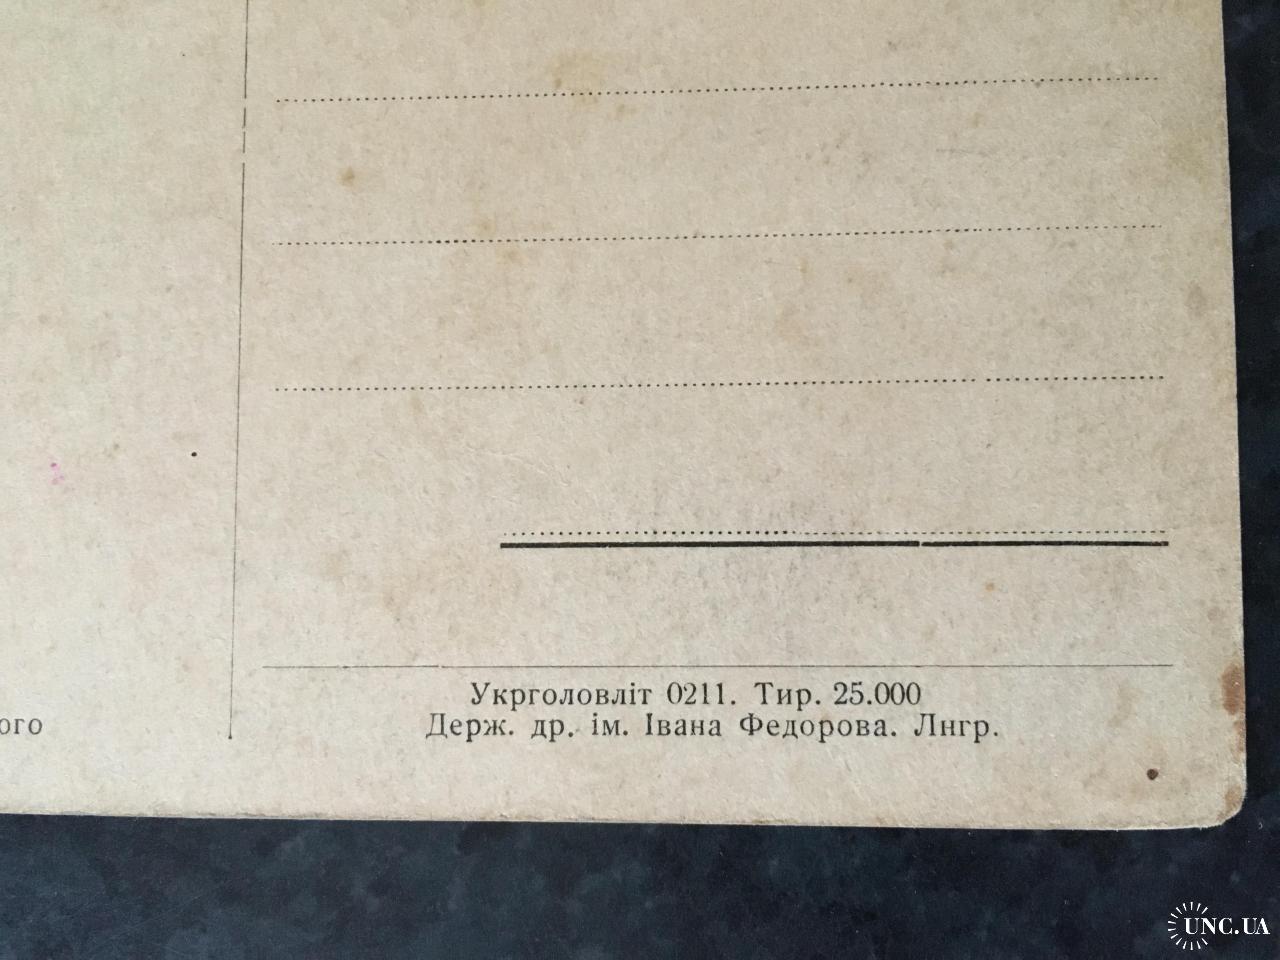 Укрголовліт 0211. Тир. 25.000
ого
Держ. др. ім. Івана Федорова. Лнгр.
UNC.UA